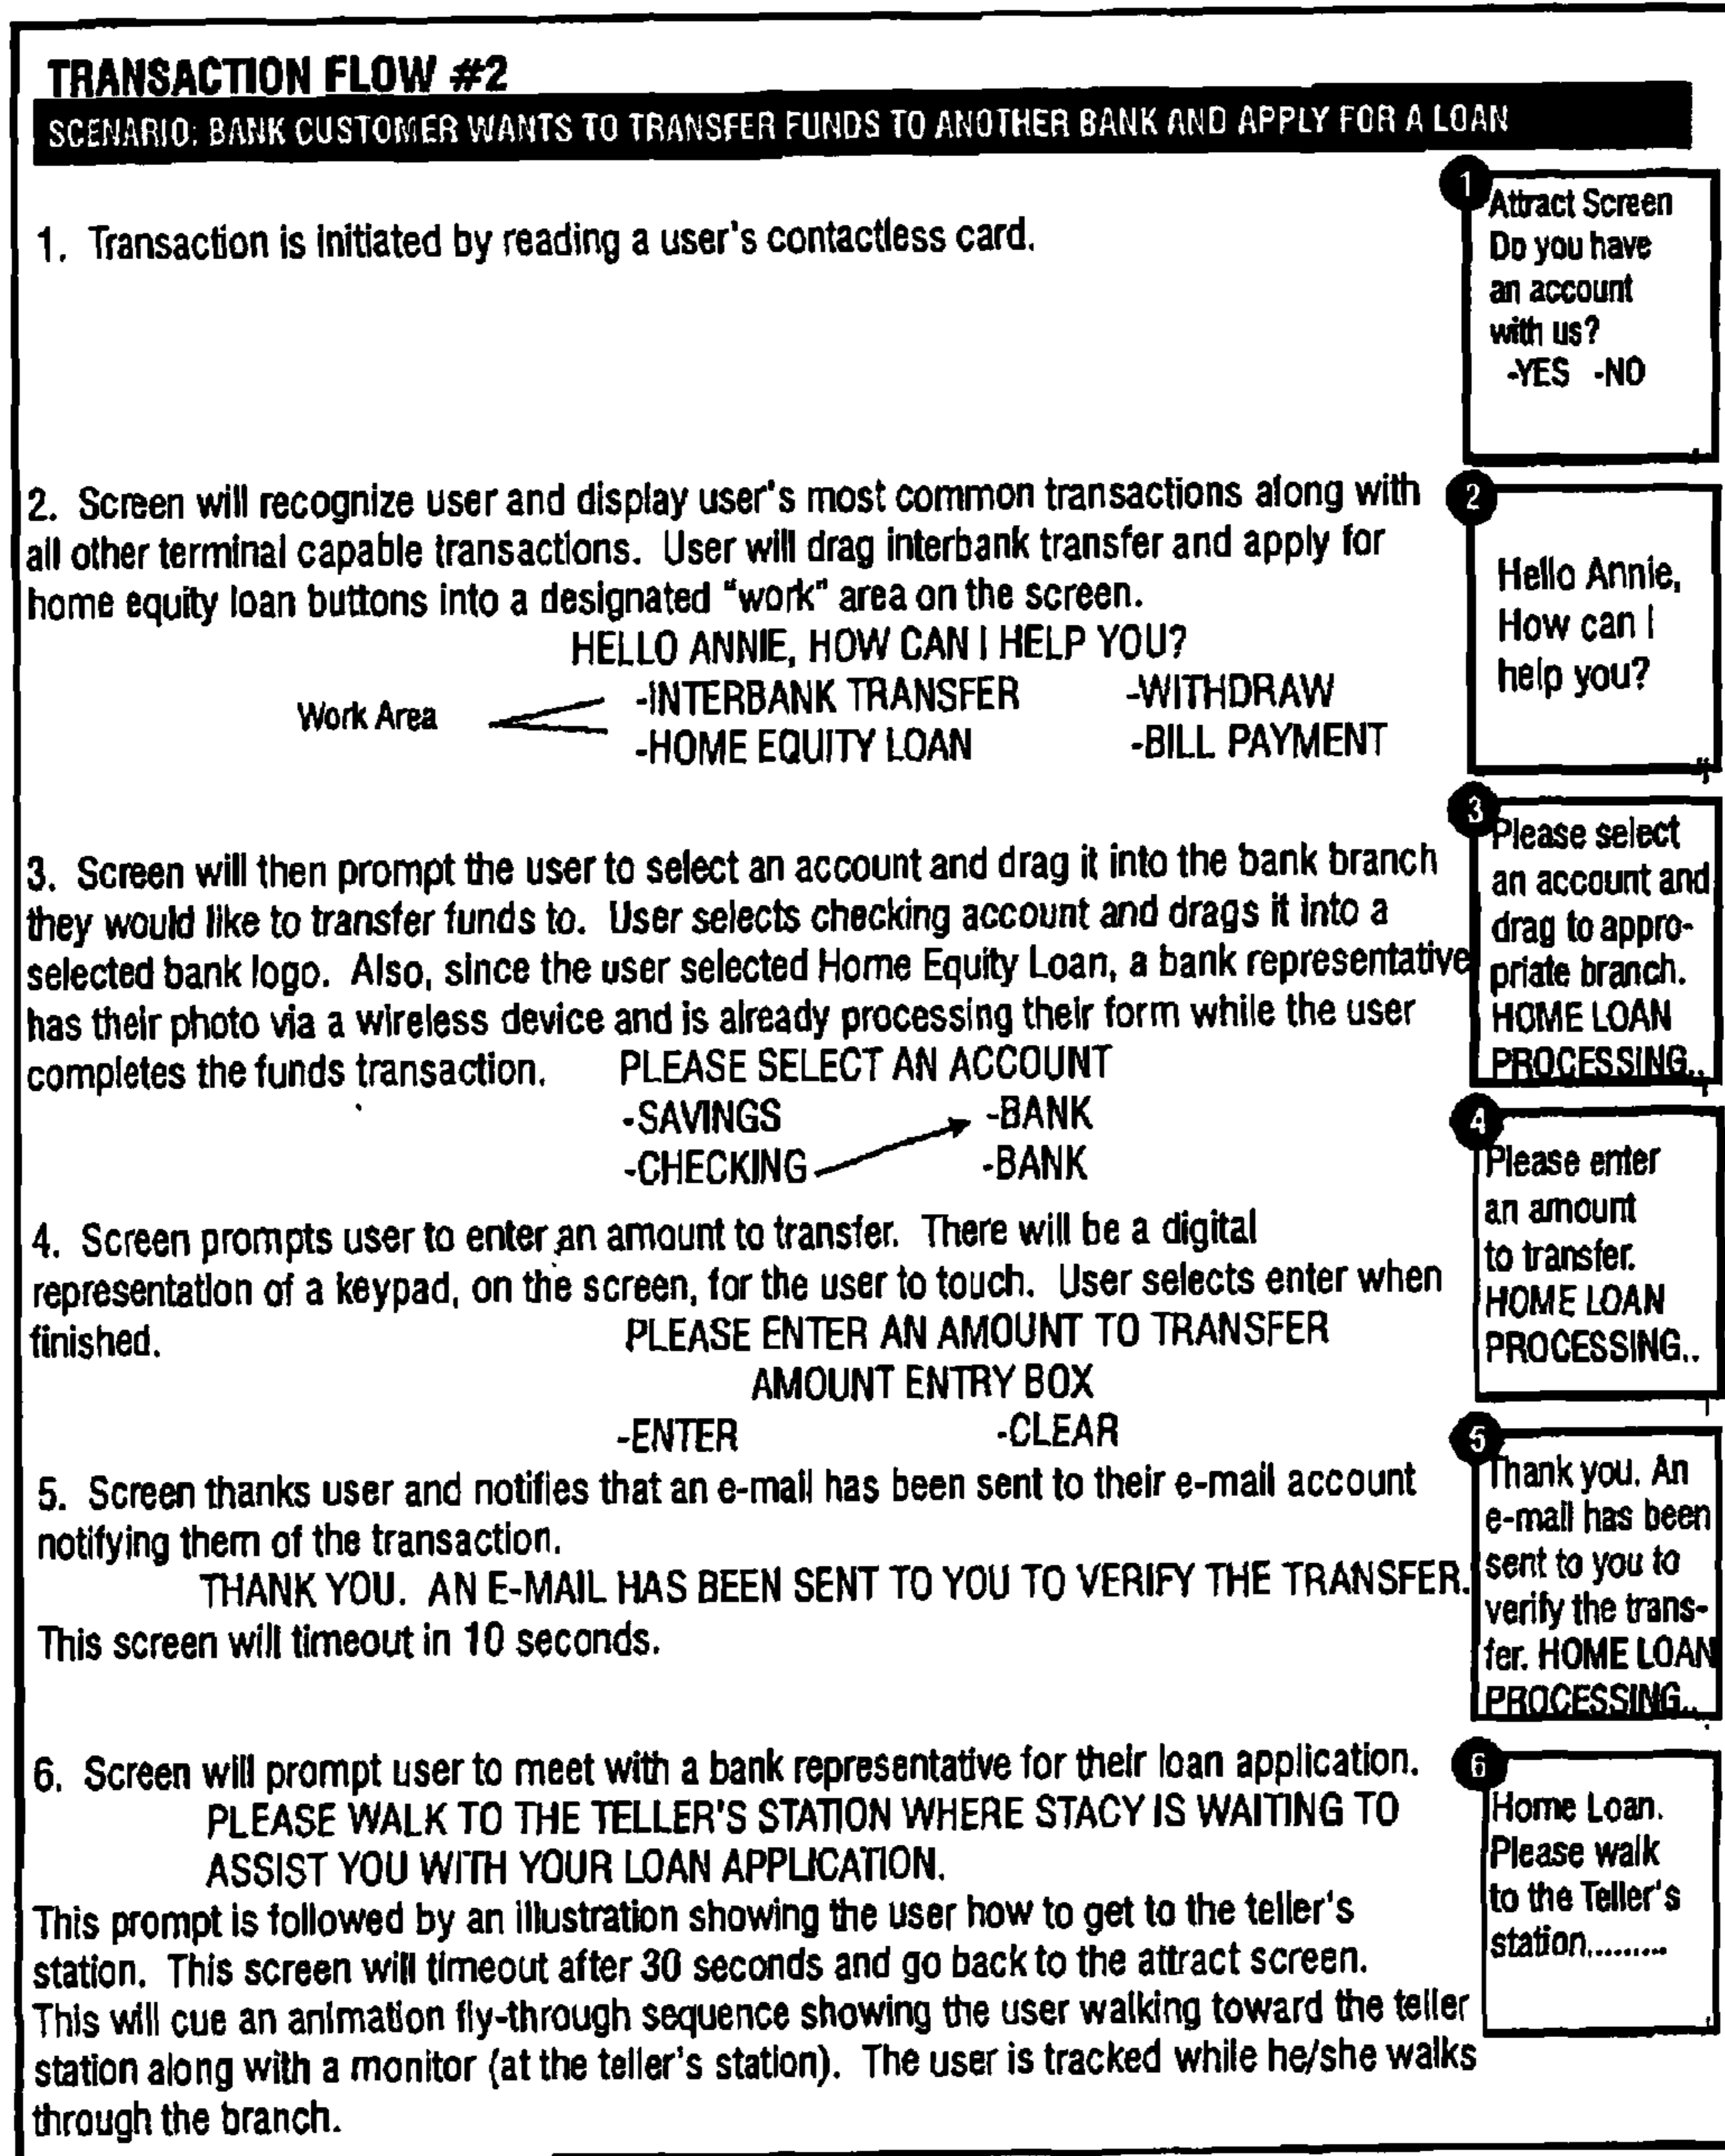 TRANSACTION FLOW #2
SCENARIO: BANK CUSTOMER WANTS TO TRANSFER FUNDS TO ANOTHER BANK AND APPLY FOR A LOAN
1. Transaction is initiated by reading a user's contactless card.
1
Attract Screen
Do you have
an account
with us?
-YES -NO
2. Screen will recognize user and display user's most common transactions along with
all other terminal capable transactions. User will drag interbank transfer and apply for
home equity loan buttons into a designated "work" area on the screen.
HELLO ANNIE, HOW CAN I HELP YOU?
Work Area
-INTERBANK TRANSFER -WITHDRAW
-HOME EQUITY LOAN -BILL PAYMENT
2
Hello Annie,
How can I
help you?
3. Screen will then prompt the user to select an account and drag it into the bank branch
they would like to transfer funds to. User selects checking account and drags it into a
selected bank logo. Also, since the user selected Home Equity Loan, a bank representative
has their photo via a wireless device and is already processing their form while the user
completes the funds transaction. PLEASE SELECT AN ACCOUNT
-SAVINGS -BANK
-CHECKING -BANK
3
Please select
an account and
drag to appro-
priate branch.
HOME LOAN
PROCESSING..
4. Screen prompts user to enter an amount to transfer. There will be a digital
representation of a keypad, on the screen, for the user to touch. User selects enter when
finished. PLEASE ENTER AN AMOUNT TO TRANSFER
AMOUNT ENTRY BOX
-ENTER -CLEAR
4
Please enter
an amount
to transfer.
HOME LOAN
PROCESSING..
5. Screen thanks user and notifies that an e-mail has been sent to their e-mail account
notifying them of the transaction.
THANK YOU. AN E-MAIL HAS BEEN SENT TO YOU TO VERIFY THE TRANSFER.
This screen will timeout in 10 seconds.
5
Thank you. An
e-mail has been
sent to you to
verify the trans-
fer. HOME LOAN
PROCESSING..
6. Screen will prompt user to meet with a bank representative for their loan application.
PLEASE WALK TO THE TELLER'S STATION WHERE STACY IS WAITING TO
ASSIST YOU WITH YOUR LOAN APPLICATION.
This prompt is followed by an illustration showing the user how to get to the teller's
station. This screen will timeout after 30 seconds and go back to the attract screen.
This will cue an animation fly-through sequence showing the user walking toward the teller
station along with a monitor (at the teller's station). The user is tracked while he/she walks
through the branch.
6
Home Loan.
Please walk
to the Teller's
station.........